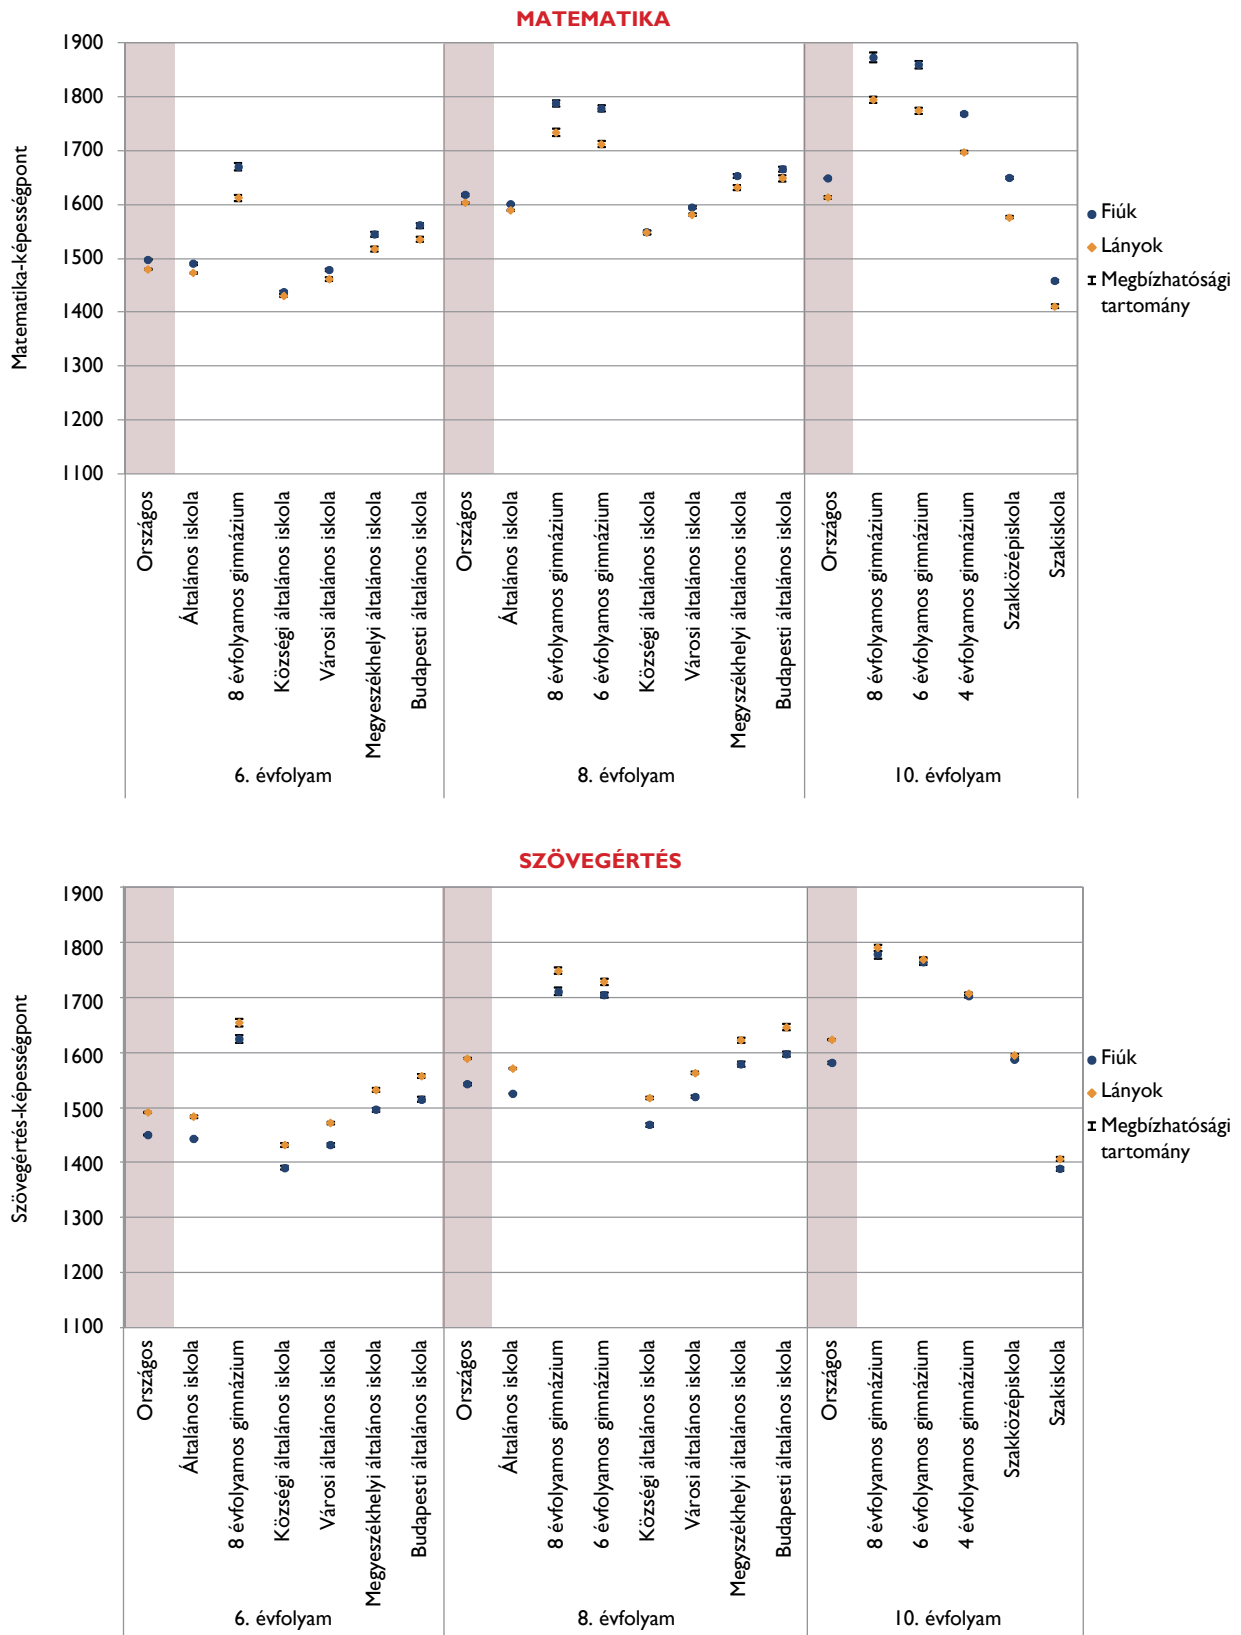 MATEMATIKA
1900
1800
1700
1600
1500
1400
1300
1200
1100
Matematika-képességpont
Fiúk
Lányok
Megbízhatósági
tartomány
Országos
Általános iskola
8 évfolyamos gimnázium
Községi általános iskola
Városi általános iskola
Megyeszékhelyi általános iskola
Budapesti általános iskola
Országos
Általános iskola
8 évfolyamos gimnázium
6 évfolyamos gimnázium
Községi általános iskola
Városi általános iskola
Megyszékhelyi általános iskola
Budapesti általános iskola
Országos
8 évfolyamos gimnázium
6 évfolyamos gimnázium
4 évfolyamos gimnázium
Szakközépiskola
Szakiskola
6. évfolyam
8. évfolyam
10. évfolyam
SZÖVEGÉRTÉS
1900
1800
1700
1600
1500
1400
1300
1200
1100
Szövegértés-képességpont
Fiúk
Lányok
Megbízhatósági
tartomány
Országos
Általános iskola
8 évfolyamos gimnázium
Községi általános iskola
Városi általános iskola
Megyeszékhelyi általános iskola
Budapesti általános iskola
Országos
Általános iskola
8 évfolyamos gimnázium
6 évfolyamos gimnázium
Községi általános iskola
Városi általános iskola
Megyszékhelyi általános iskola
Budapesti általános iskola
Országos
8 évfolyamos gimnázium
6 évfolyamos gimnázium
4 évfolyamos gimnázium
Szakközépiskola
Szakiskola
6. évfolyam
8. évfolyam
10. évfolyam